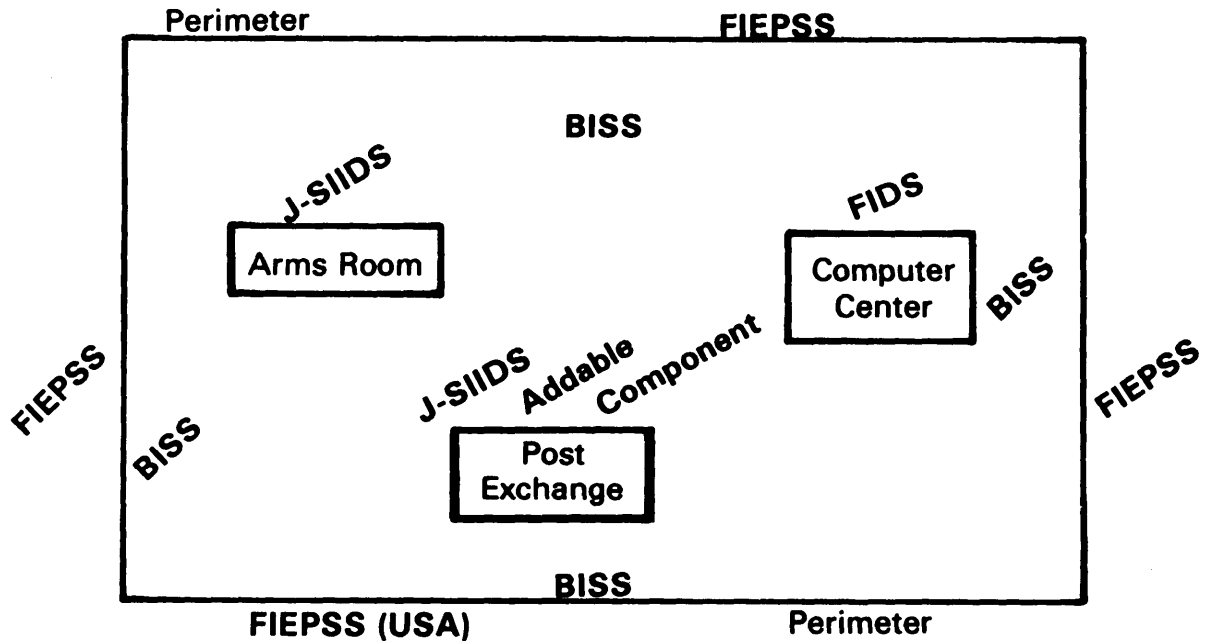 Perimeter
FIEPSS
BISS
J-SIIDS
Arms Room
FIDS
Computer
Center
BISS
FIEPSS
BISS
J-SIIDS
Addable
Component
Post
Exchange
FIEPSS
BISS
FIEPSS (USA)
Perimeter